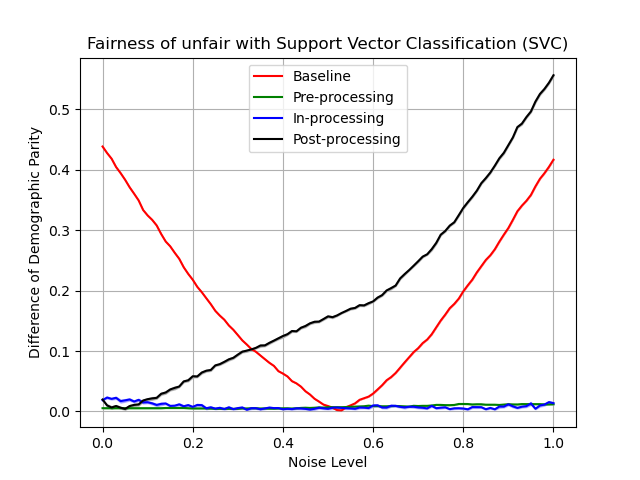 Fairness of unfair with Support Vector Classification (SVC)
Baseline
Pre-processing
In-processing
Post-processing
Difference of Demographic Parity
0.5
0.4
0.3
0.2
0.1
0.0
0.0 0.2 0.4 0.6 0.8 1.0
Noise Level